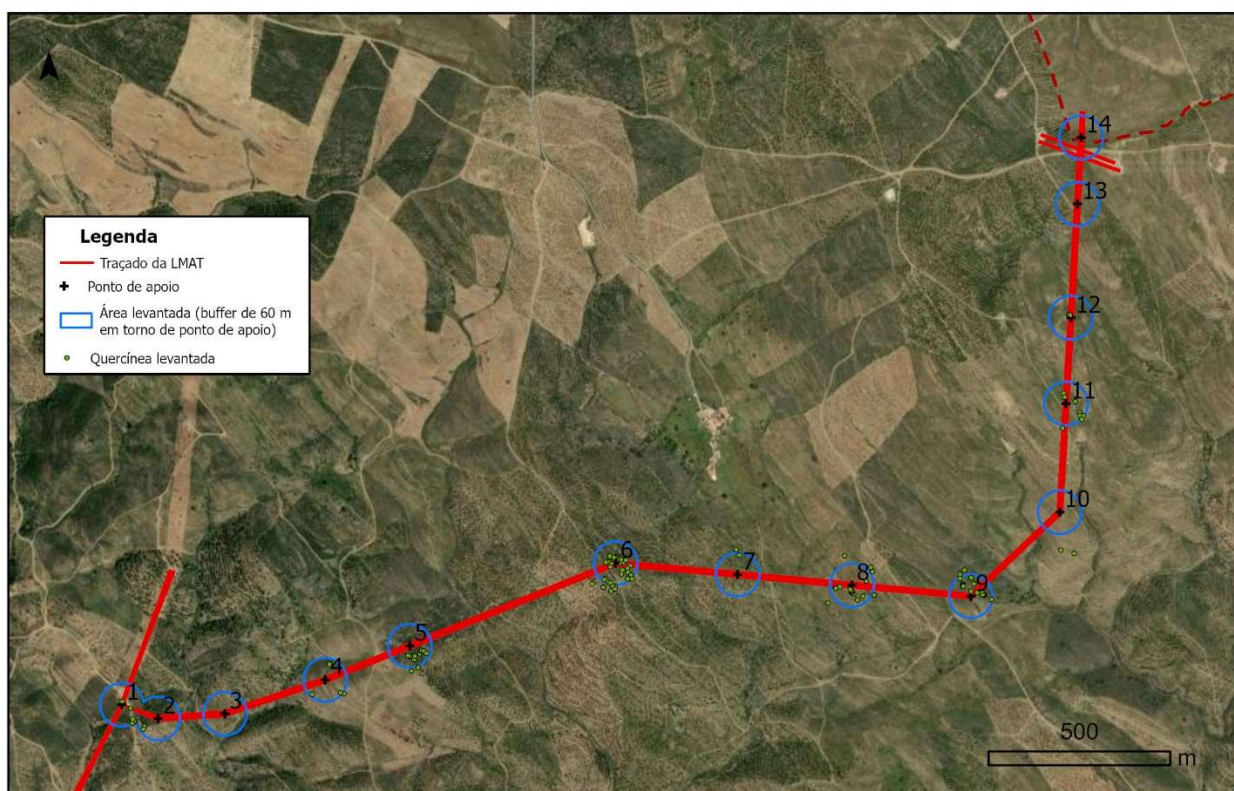 14
13
Legenda
Traçado da LMAT
Ponto de apoio
Área levantada (buffer de 60 m
em torno de ponto de apoio)
Quercínea levantada
12
11
10
6
7
8
9
5
4
1
2
3
500
m